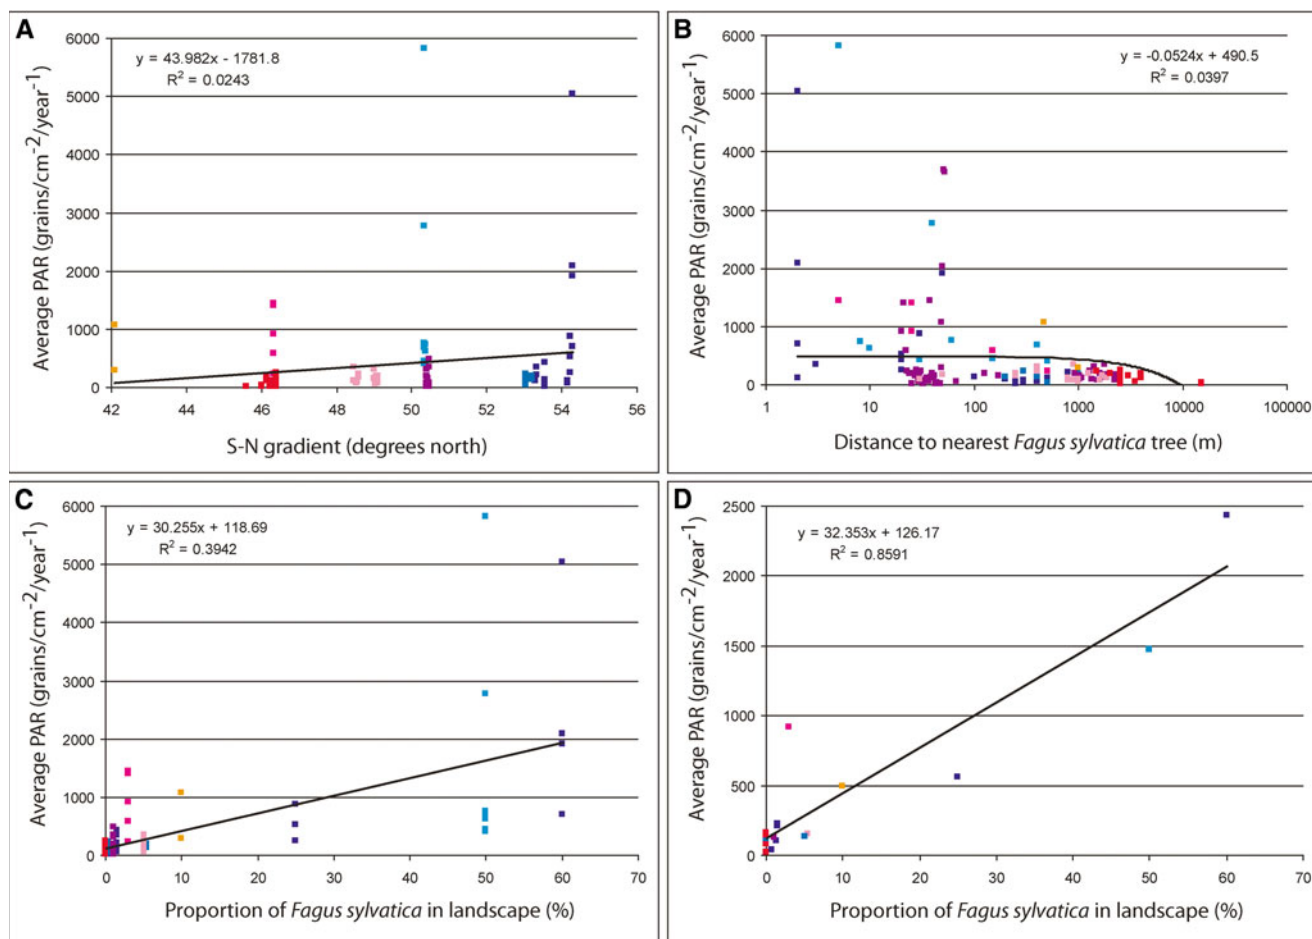 A
y = 43.982x - 1781.8
R² = 0.0243
Average PAR (grains/cm⁻²/year⁻¹)
6000
5000
4000
3000
2000
1000
0
42 44 46 48 50 52 54 56
S-N gradient (degrees north)
B
y = -0.0524x + 490.5
R² = 0.0397
Average PAR (grains/cm⁻²/year⁻¹)
6000
5000
4000
3000
2000
1000
0
1 10 100 1000 10000 100000
Distance to nearest Fagus sylvatica tree (m)
C
y = 30.255x + 118.69
R² = 0.3942
Average PAR (grains/cm⁻²/year⁻¹)
6000
5000
4000
3000
2000
1000
0
0 10 20 30 40 50 60 70
Proportion of Fagus sylvatica in landscape (%)
D
y = 32.353x + 126.17
R² = 0.8591
Average PAR (grains/cm⁻²/year⁻¹)
2500
2000
1500
1000
500
0
0 10 20 30 40 50 60 70
Proportion of Fagus sylvatica in landscape (%)